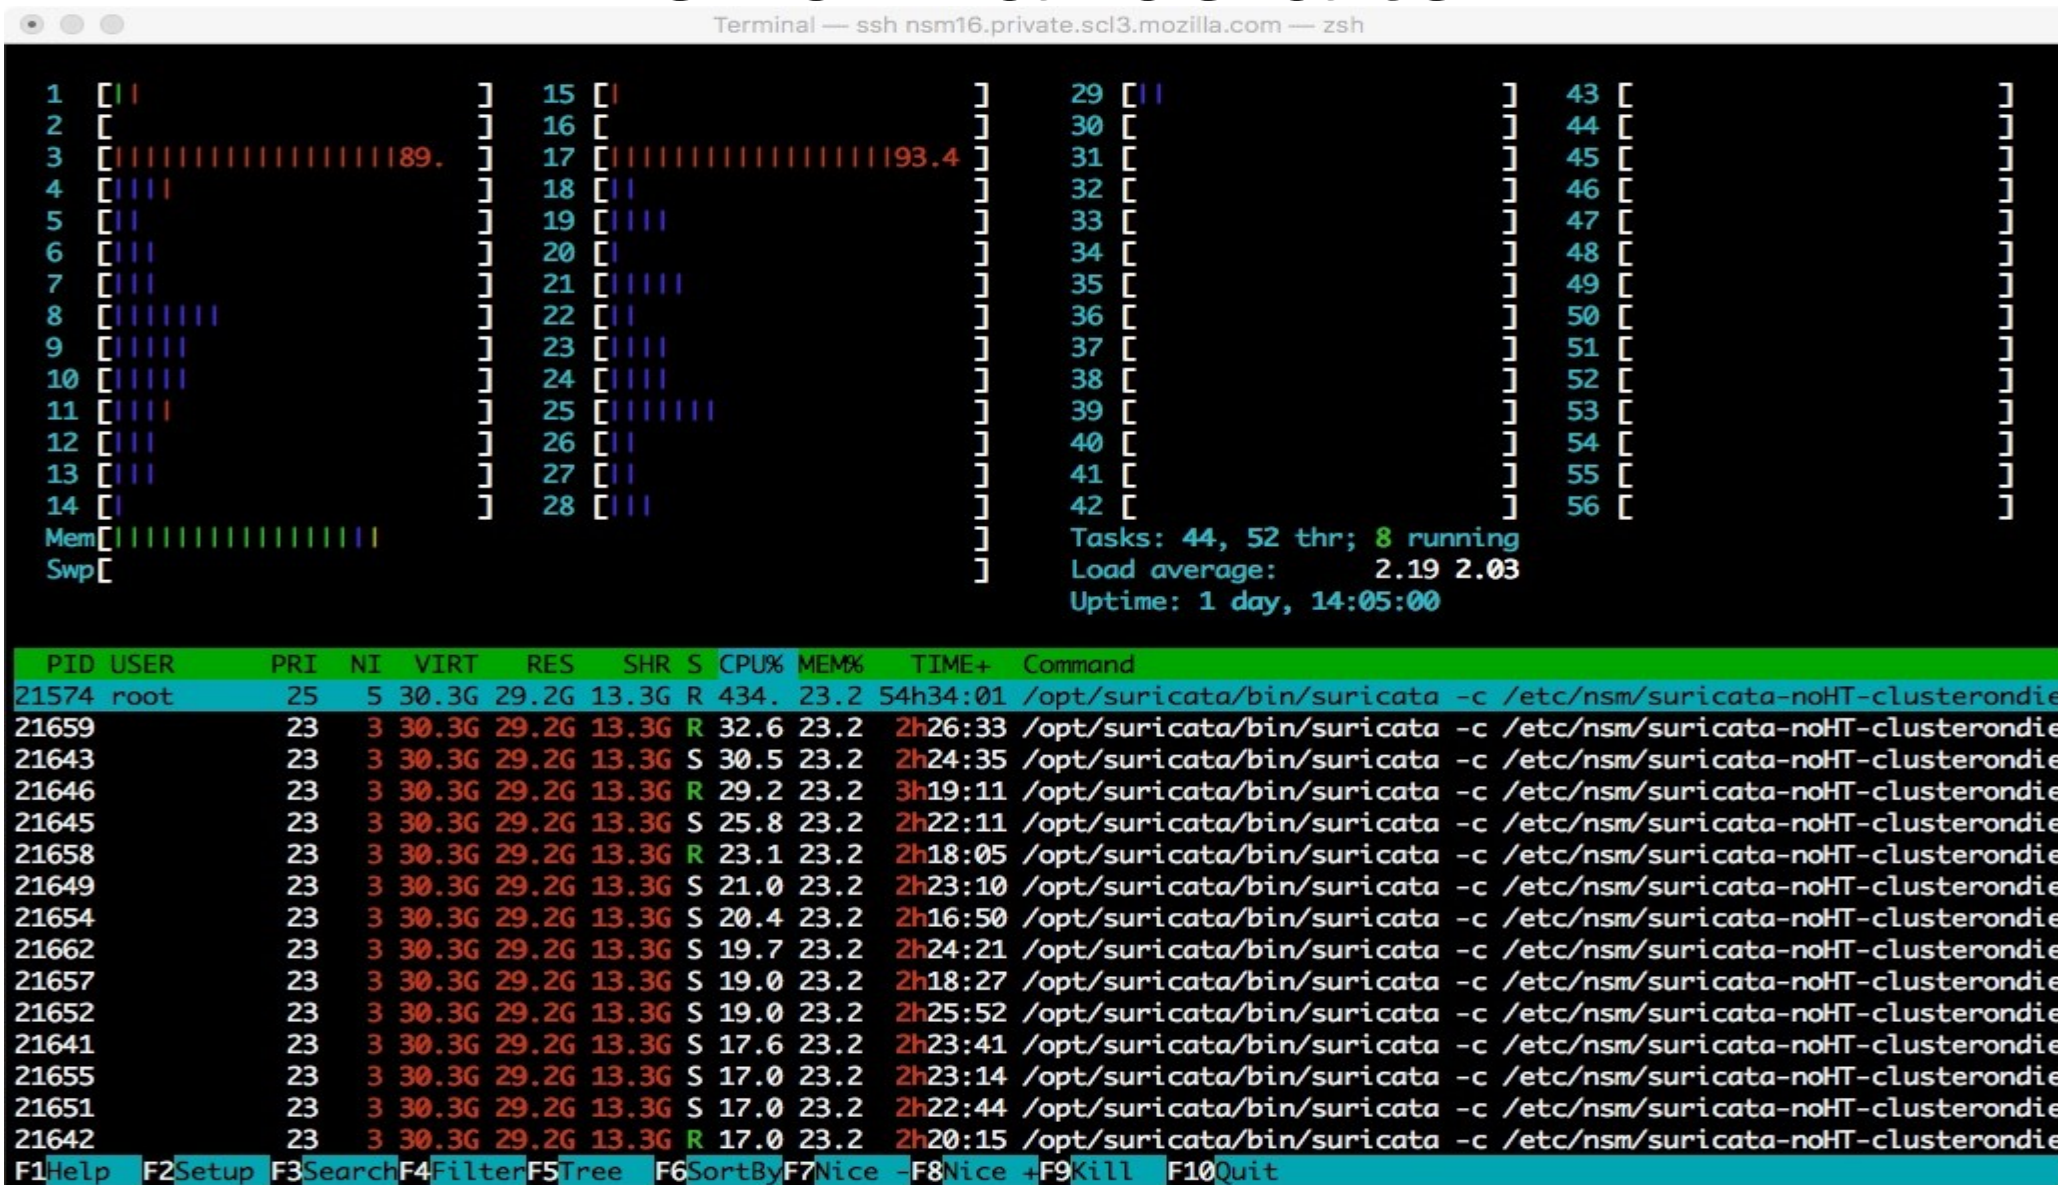 Terminal — ssh nsm16.private.scl3.mozilla.com — zsh
1 [|| ] 15 [| ] 29 [|| ] 43 [ ]
2 [ ] 16 [ ] 30 [ ] 44 [ ]
3 [||||||||||||||||||89. ] 17 [||||||||||||||||||93.4 ] 31 [ ] 45 [ ]
4 [|||| ] 18 [|| ] 32 [ ] 46 [ ]
5 [|| ] 19 [|||| ] 33 [ ] 47 [ ]
6 [||| ] 20 [| ] 34 [ ] 48 [ ]
7 [||| ] 21 [||||| ] 35 [ ] 49 [ ]
8 [||||||| ] 22 [|| ] 36 [ ] 50 [ ]
9 [||||| ] 23 [|||| ] 37 [ ] 51 [ ]
10 [||||| ] 24 [|||| ] 38 [ ] 52 [ ]
11 [|||| ] 25 [||||||| ] 39 [ ] 53 [ ]
12 [||| ] 26 [|| ] 40 [ ] 54 [ ]
13 [||| ] 27 [|| ] 41 [ ] 55 [ ]
14 [| ] 28 [||| ] 42 [ ] 56 [ ]
Mem[||||||||||||||||| ] Tasks: 44, 52 thr; 8 running
Swp[ ] Load average: 2.19 2.03
Uptime: 1 day, 14:05:00
PID USER PRI NI VIRT RES SHR S CPU% MEM% TIME+ Command
21574 root 25 5 30.3G 29.2G 13.3G R 434. 23.2 54h34:01 /opt/suricata/bin/suricata -c /etc/nsm/suricata-noHT-clusterondie
21659 23 3 30.3G 29.2G 13.3G R 32.6 23.2 2h26:33 /opt/suricata/bin/suricata -c /etc/nsm/suricata-noHT-clusterondie
21643 23 3 30.3G 29.2G 13.3G S 30.5 23.2 2h24:35 /opt/suricata/bin/suricata -c /etc/nsm/suricata-noHT-clusterondie
21646 23 3 30.3G 29.2G 13.3G R 29.2 23.2 3h19:11 /opt/suricata/bin/suricata -c /etc/nsm/suricata-noHT-clusterondie
21645 23 3 30.3G 29.2G 13.3G S 25.8 23.2 2h22:11 /opt/suricata/bin/suricata -c /etc/nsm/suricata-noHT-clusterondie
21658 23 3 30.3G 29.2G 13.3G R 23.1 23.2 2h18:05 /opt/suricata/bin/suricata -c /etc/nsm/suricata-noHT-clusterondie
21649 23 3 30.3G 29.2G 13.3G S 21.0 23.2 2h23:10 /opt/suricata/bin/suricata -c /etc/nsm/suricata-noHT-clusterondie
21654 23 3 30.3G 29.2G 13.3G S 20.4 23.2 2h16:50 /opt/suricata/bin/suricata -c /etc/nsm/suricata-noHT-clusterondie
21662 23 3 30.3G 29.2G 13.3G S 19.7 23.2 2h24:21 /opt/suricata/bin/suricata -c /etc/nsm/suricata-noHT-clusterondie
21657 23 3 30.3G 29.2G 13.3G S 19.0 23.2 2h18:27 /opt/suricata/bin/suricata -c /etc/nsm/suricata-noHT-clusterondie
21652 23 3 30.3G 29.2G 13.3G S 19.0 23.2 2h25:52 /opt/suricata/bin/suricata -c /etc/nsm/suricata-noHT-clusterondie
21641 23 3 30.3G 29.2G 13.3G S 17.6 23.2 2h23:41 /opt/suricata/bin/suricata -c /etc/nsm/suricata-noHT-clusterondie
21655 23 3 30.3G 29.2G 13.3G S 17.0 23.2 2h23:14 /opt/suricata/bin/suricata -c /etc/nsm/suricata-noHT-clusterondie
21651 23 3 30.3G 29.2G 13.3G S 17.0 23.2 2h22:44 /opt/suricata/bin/suricata -c /etc/nsm/suricata-noHT-clusterondie
21642 23 3 30.3G 29.2G 13.3G R 17.0 23.2 2h20:15 /opt/suricata/bin/suricata -c /etc/nsm/suricata-noHT-clusterondie
F1Help F2Setup F3SearchF4FilterF5Tree F6SortByF7Nice -F8Nice +F9Kill F10Quit